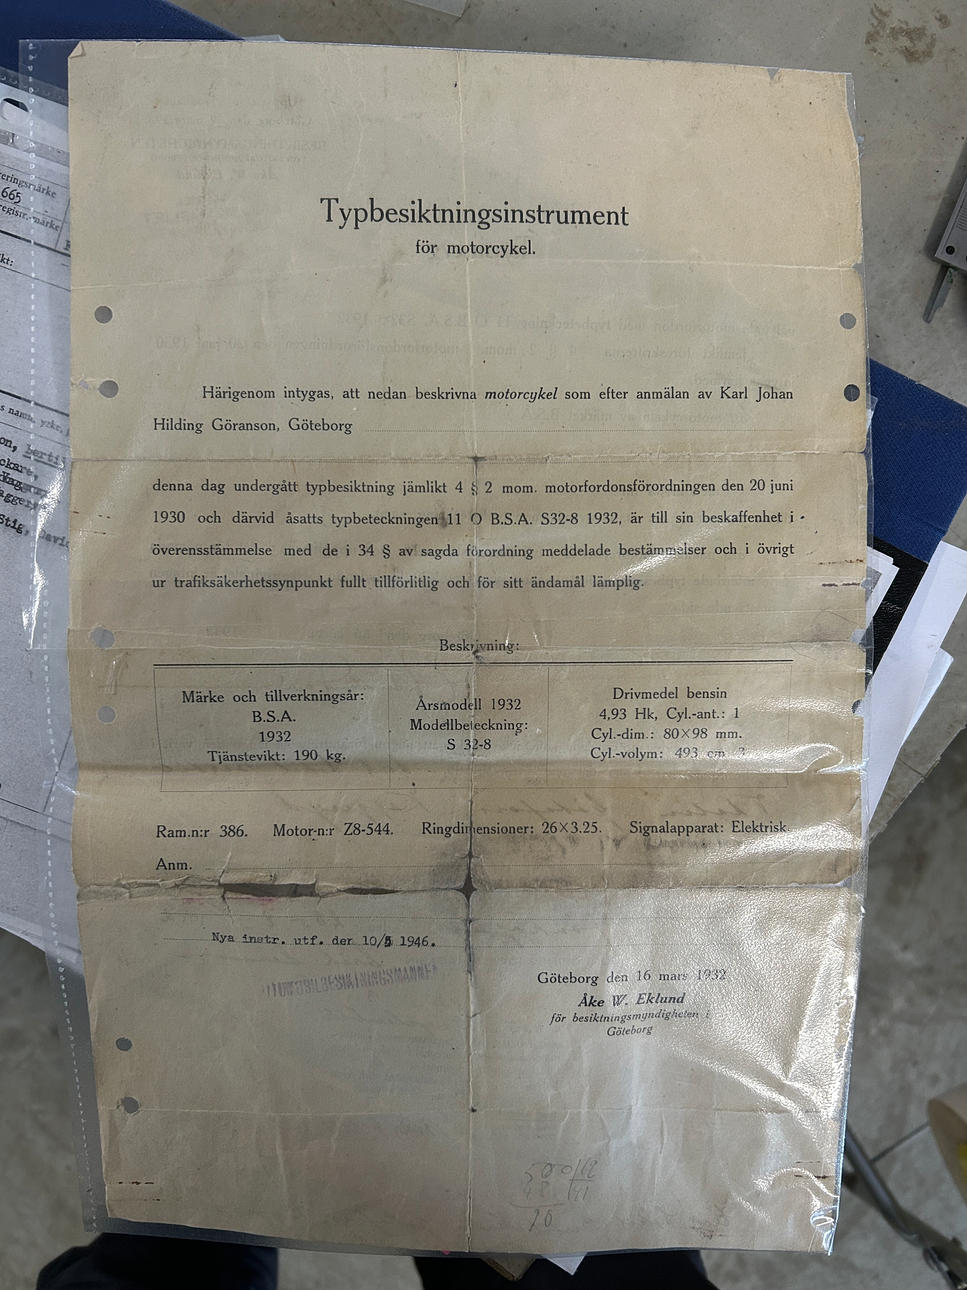 Typbesiktningsinstrument
för motorcykel.
Härigenom intygas, att nedan beskrivna motorcykel som efter anmälan av Karl Johan
Hilding Göranson, Göteborg
denna dag undergått typbesiktning jämlikt 4 § 2 mom. motorfordonsförordningen den 20 juni
1930 och därvid åsatts typbeteckningen 11 O B.S.A. S32-8 1932, är till sin beskaffenhet i
överensstämmelse med de i 34 § av sagda förordning meddelade bestämmelser och i övrigt
ur trafiksäkerhetssynpunkt fullt tillförlitlig och för sitt ändamål lämplig.
Beskrivning:
Märke och tillverkningsår:
B.S.A.
1932
Tjänstevikt: 190 kg.
Årsmodell 1932
Modellbeteckning:
S 32-8
Drivmedel bensin
4,93 Hk, Cyl.-ant.: 1
Cyl.-dim.: 80×98 mm.
Cyl.-volym: 493 cm 3
Ram.n:r 386. Motor-n:r Z8-544. Ringdimensioner: 26×3.25. Signalapparat: Elektrisk.
Anm.
Nya instr. utf. der 10/5 1946.
Göteborg den 16 mars 1932
Åke W. Eklund
för besiktningsmyndigheten i
Göteborg
665